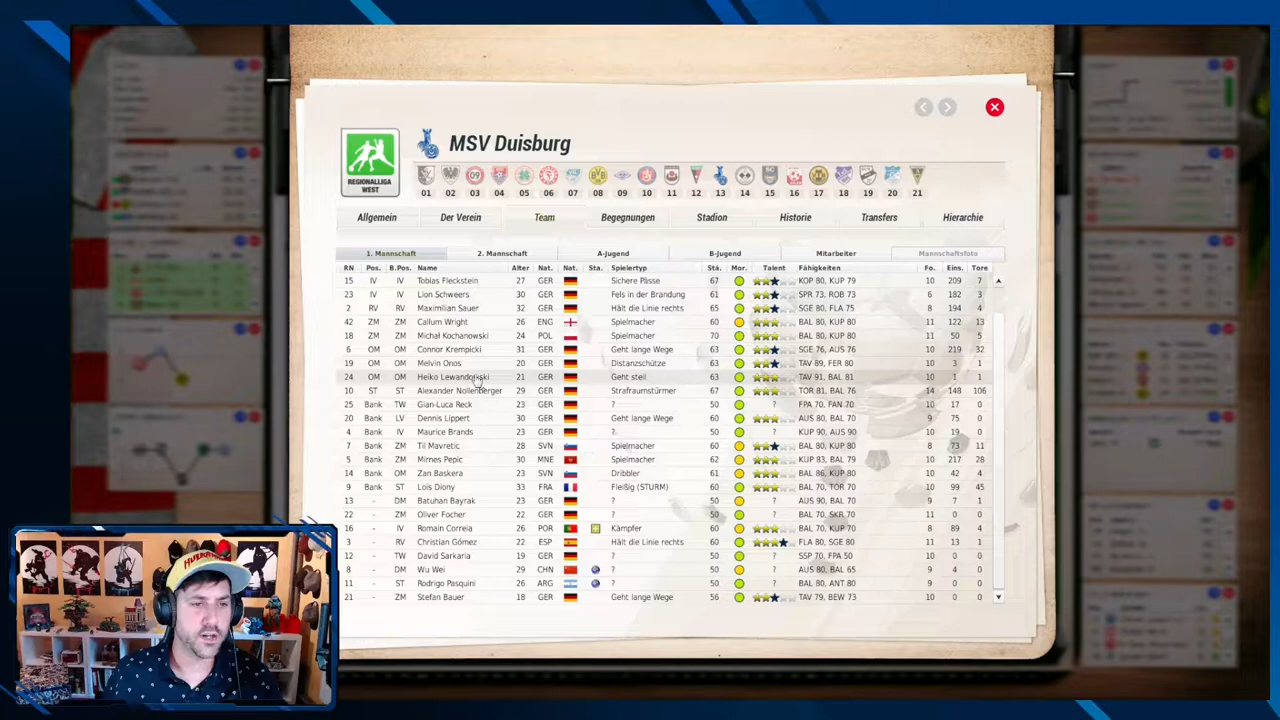 MSV Duisburg
REGIONALLIGA
WEST
01 02 03 04 05 06 07 08 09 10 11 12 13 14 15 16 17 18 19 20 21
Allgemein Der Verein Team Begegnungen Stadion Historie Transfers Hierarchie
1. Mannschaft 2. Mannschaft A-Jugend B-Jugend Mitarbeiter Mannschaftsfoto
RN Pos. B.Pos. Name Alter Nat. Nat. Sta. Spielertyp Stä. Mor. Talent Fähigkeiten Fo. Eins. Tore
15 IV IV Tobias Fleckstein 27 GER Sichere Pässe 67 KOP 80, KUP 79 10 209 7
23 IV IV Lion Schweers 30 GER Fels in der Brandung 61 SPR 73, ROB 73 6 182 3
2 RV RV Maximilian Sauer 32 GER Hält die Linie rechts 65 SGE 80, FLA 75 8 194 4
42 ZM ZM Callum Wright 26 ENG Spielmacher 60 BAL 80, KUP 80 11 122 13
18 ZM ZM Michał Kochanowski 24 POL Spielmacher 70 BAL 80, KUP 80 11 50 5
6 OM OM Connor Krempicki 31 GER Geht lange Wege 63 SGE 76, AUS 76 10 219 32
19 OM OM Melvin Onos 20 GER Distanzschütze 63 TAV 89, FER 80 10 3 1
24 OM OM Heiko Lewandowski 21 GER Geht steil 63 TAV 91, BAL 81 10 1 1
10 ST ST Alexander Nollenberger 29 GER Strafraumstürmer 67 TOR 81, BAL 76 14 148 106
25 Bank TW Gian-Luca Reck 23 GER 50 ? FPA 70, FAN 70 10 17 0
20 Bank LV Dennis Lippert 30 GER Geht lange Wege 60 AUS 80, BAL 70 9 75 0
4 Bank IV Maurice Brands 23 GER ? 50 ? KUP 90, AUS 90 10 19 0
7 Bank ZM Til Mavretic 28 SVN Spielmacher 60 BAL 80, KUP 80 8 73 11
5 Bank ZM Mirnes Pepic 30 MNE Spielmacher 62 KUP 83, BAL 79 10 217 28
14 Bank OM Zan Baskera 23 SVN Dribbler 61 BAL 86, KUP 80 10 42 4
9 Bank ST Loïs Diony 33 FRA Fleißig (STURM) 60 BAL 70, TOR 70 10 99 45
13 - DM Batuhan Bayrak 22 GER ? 50 ? AUS 90, BAL 70 9 7 1
22 - DM Oliver Focher 22 GER ? 50 ? BAL 70, SKR 70 11 0 0
16 - IV Romain Correia 26 POR Kämpfer 60 BAL 70, KUP 70 8 89 4
3 - RV Christian Gómez 22 ESP Hält die Linie rechts 60 FLA 80, SGE 80 11 13 1
12 - TW David Sarkaria 19 GER ? 50 ? SSP 70, FPA 50 10 0 0
8 - DM Wu Wei 29 CHN ? 50 ? AUS 80, BAL 65 9 4 0
11 - ST Rodrigo Pasquini 26 ARG ? 50 ? BAL 80, ANT 80 9 0 0
21 - ZM Stefan Bauer 18 GER Geht lange Wege 56 TAV 79, BEW 73 10 0 0